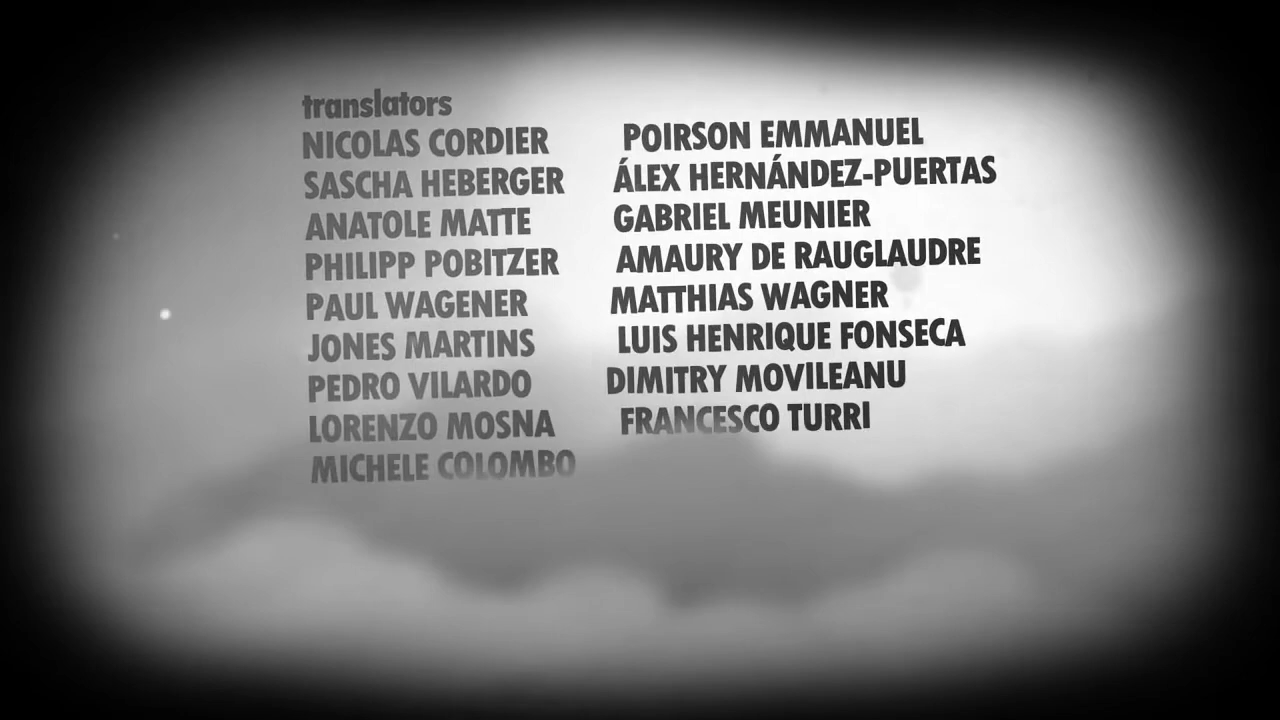 translators
NICOLAS CORDIER
SASCHA HEBERGER
ANATOLE MATTE
PHILIPP POBITZER
PAUL WAGENER
JONES MARTINS
PEDRO VILARDO
LORENZO MOSNA
MICHELE COLOMBO
POIRSON EMMANUEL
ÁLEX HERNÁNDEZ-PUERTAS
GABRIEL MEUNIER
AMAURY DE RAUGLAUDRE
MATTHIAS WAGNER
LUIS HENRIQUE FONSECA
DIMITRY MOVILEANU
FRANCESCO TURRI